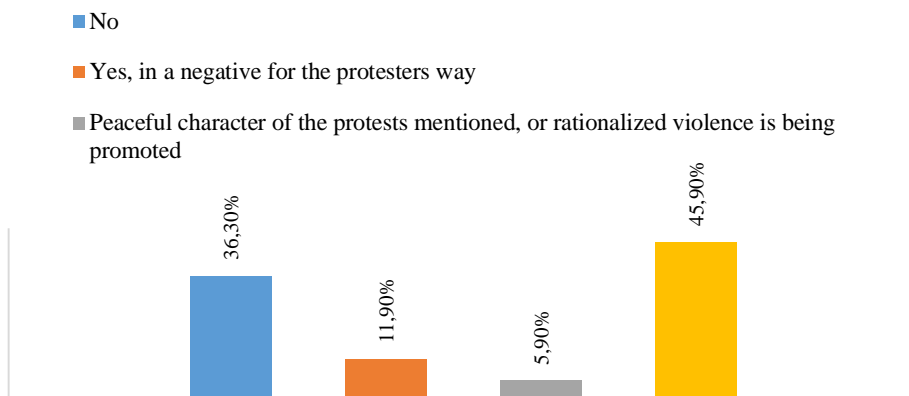 No
Yes, in a negative for the protesters way
Peaceful character of the protests mentioned, or rationalized violence is being
promoted
36,30%
11,90%
5,90%
45,90%